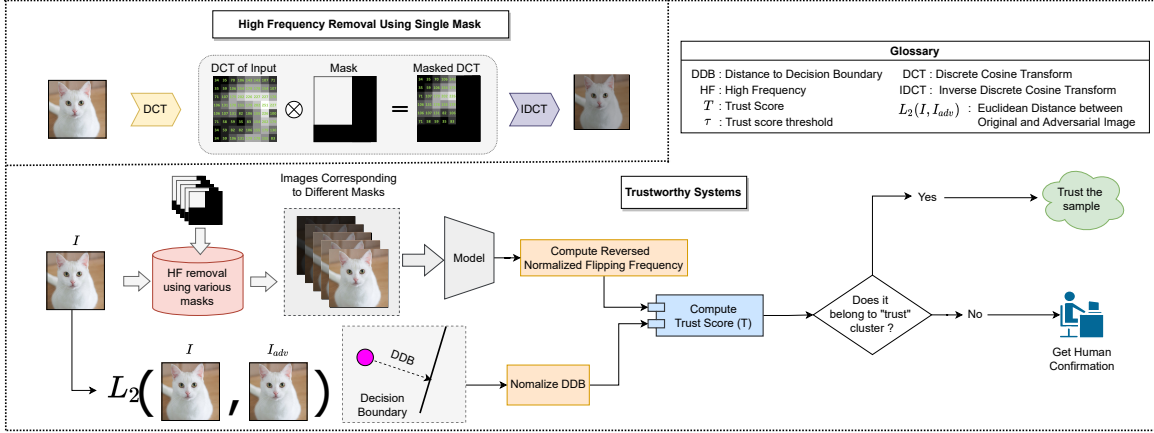 High Frequency Removal Using Single Mask
DCT of Input
Mask
Masked DCT
DCT
⊗
=
IDCT
Glossary
DDB : Distance to Decision Boundary
HF : High Frequency
T : Trust Score
τ : Trust score threshold
DCT : Discrete Cosine Transform
IDCT : Inverse Discrete Cosine Transform
L₂(I, I_adv) : Euclidean Distance between
Original and Adversarial Image
Trustworthy Systems
Images Corresponding
to Different Masks
I
HF removal
using various
masks
Model
Compute Reversed
Normalized Flipping Frequency
Compute
Trust Score (T)
Does it
belong to "trust"
cluster ?
Yes
Trust the
sample
No
Get Human
Confirmation
I
I_adv
L₂( , )
DDB
Decision
Boundary
Nomalize DDB